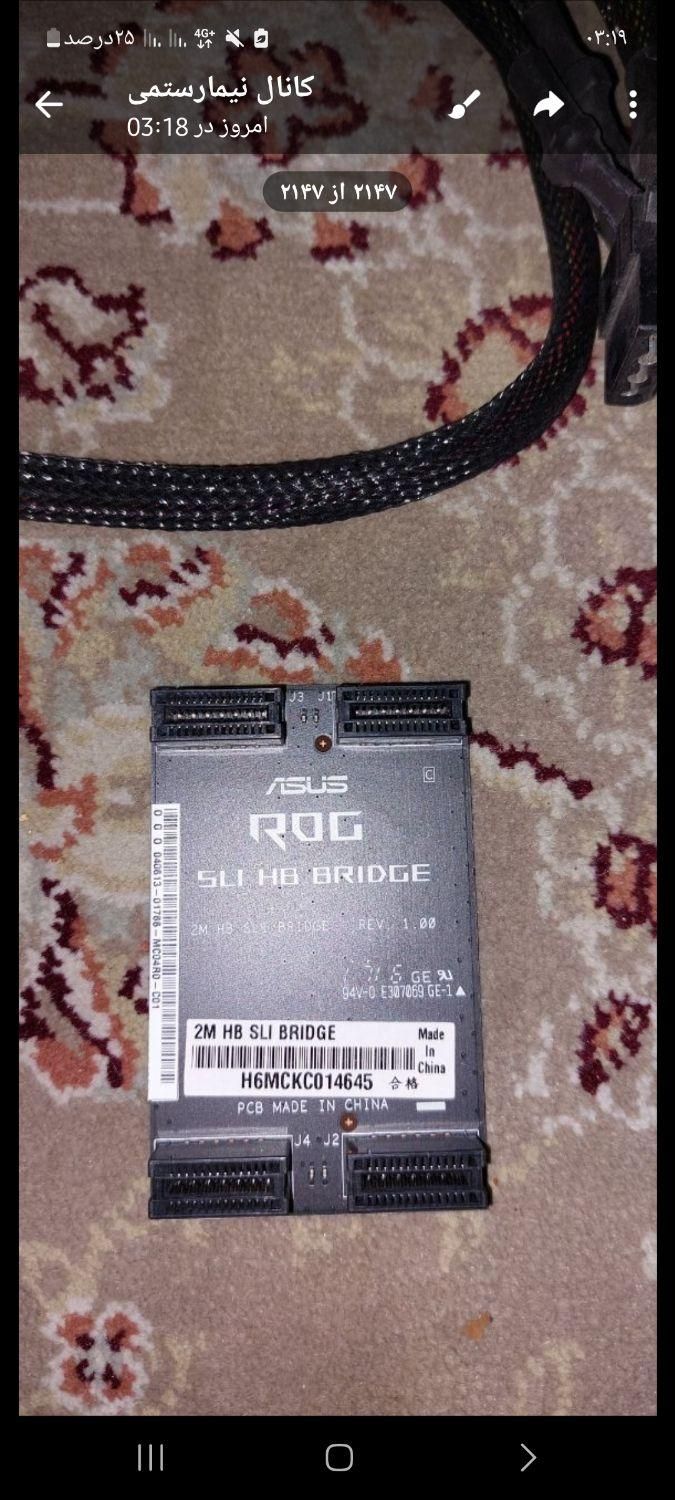 ۰۳:۱۹
4G+
۲۵درصد
کانال نیمارستمی
امروز در 03:18
۲۱۴۷ از ۲۱۴۷
J3 J1
C
ASUS
ROG
SLI HB BRIDGE
2M HB SLI BRIDGE REV. 1.00
GE
94V-0 E307069 GE-1
2M HB SLI BRIDGE
Made
In
China
H6MCKC014645 合格
PCB MADE IN CHINA
J4 J2